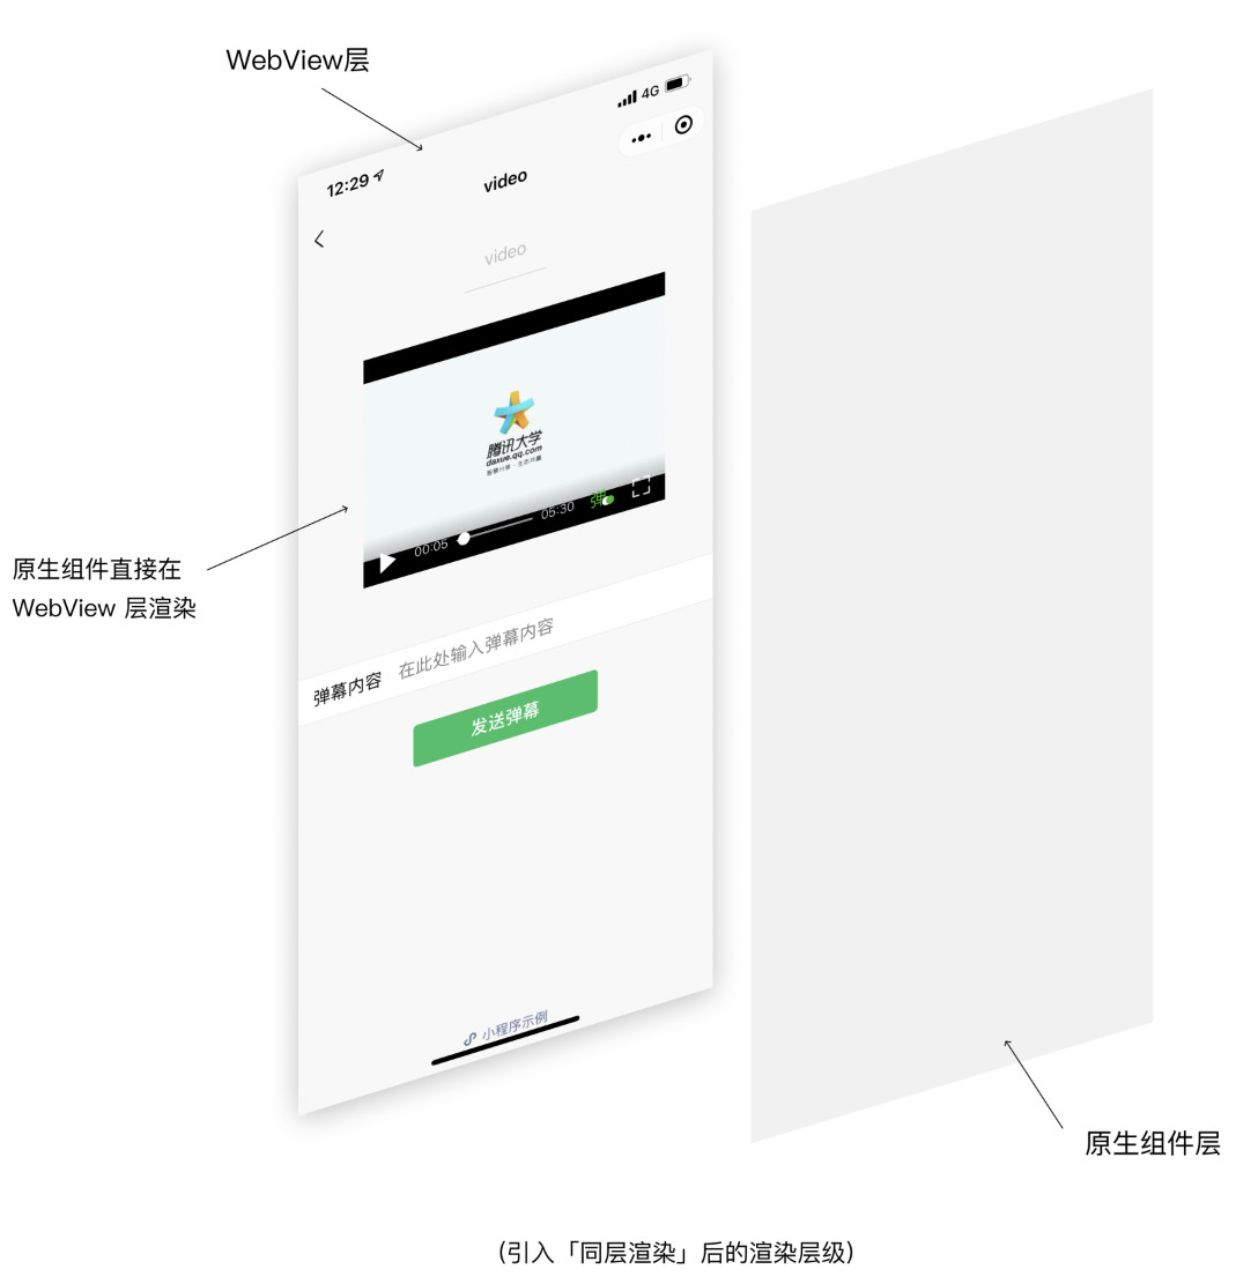 WebView层
4G
12:29
video
video
腾讯大学
daxue.qq.com
00:05
05:30
弹
原生组件直接在
WebView 层渲染
弹幕内容 在此处输入弹幕内容
发送弹幕
小程序示例
原生组件层
(引入「同层渲染」后的渲染层级)